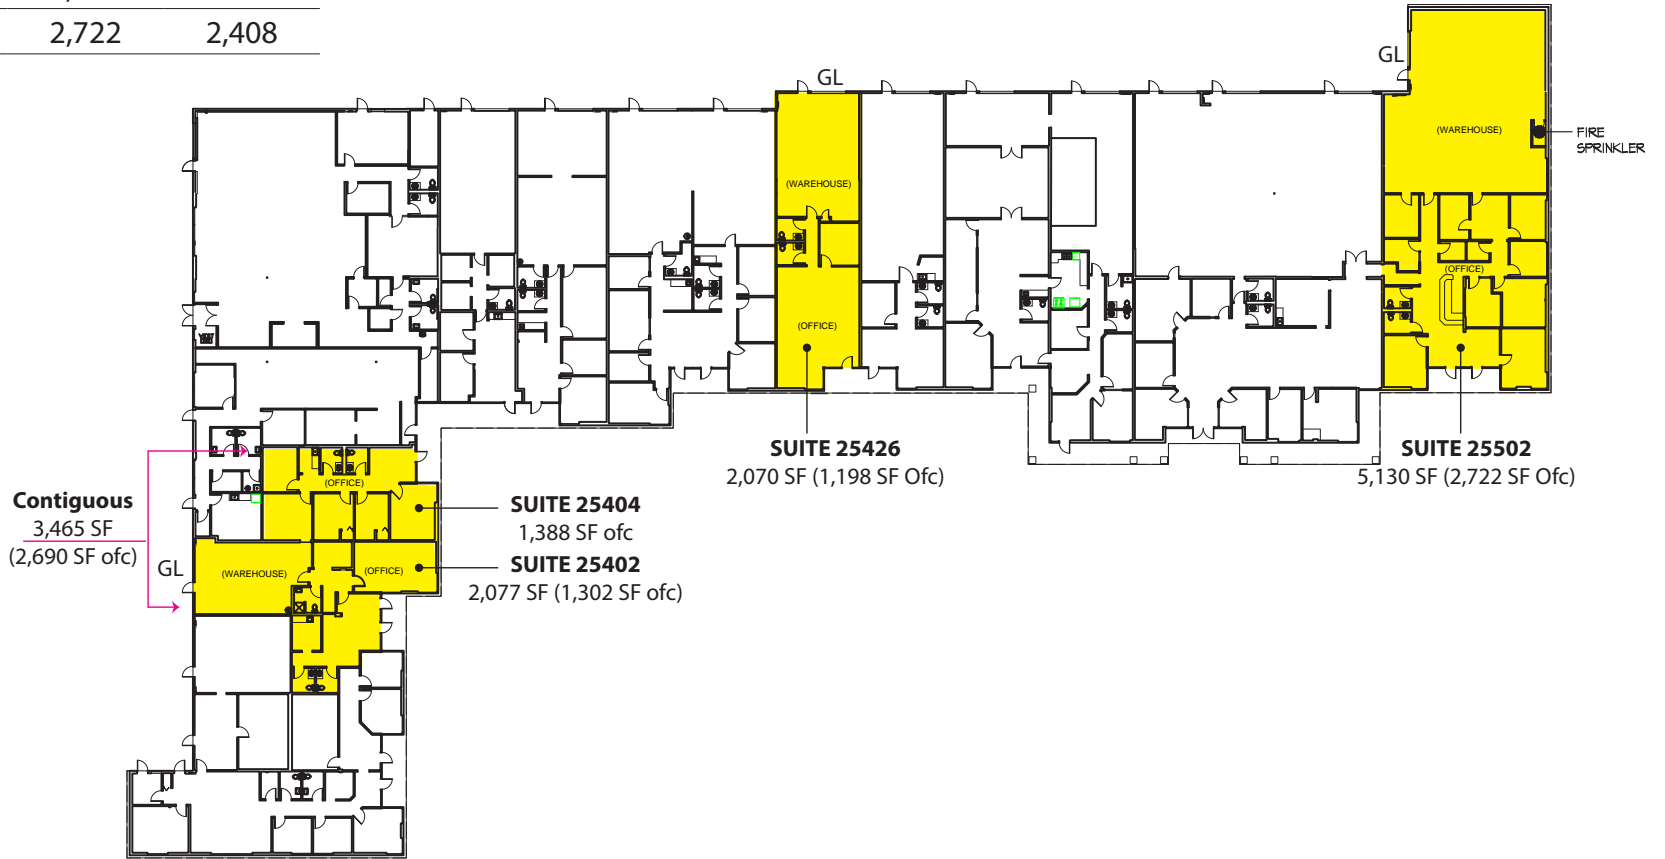 2,722 2,408
GL
GL
(WAREHOUSE)
FIRE
SPRINKLER
(WAREHOUSE)
(OFFICE)
(OFFICE)
SUITE 25426
2,070 SF (1,198 SF Ofc)
SUITE 25502
5,130 SF (2,722 SF Ofc)
(OFFICE)
Contiguous
3,465 SF
(2,690 SF ofc)
SUITE 25404
1,388 SF ofc
SUITE 25402
2,077 SF (1,302 SF ofc)
GL
(WAREHOUSE)
(OFFICE)